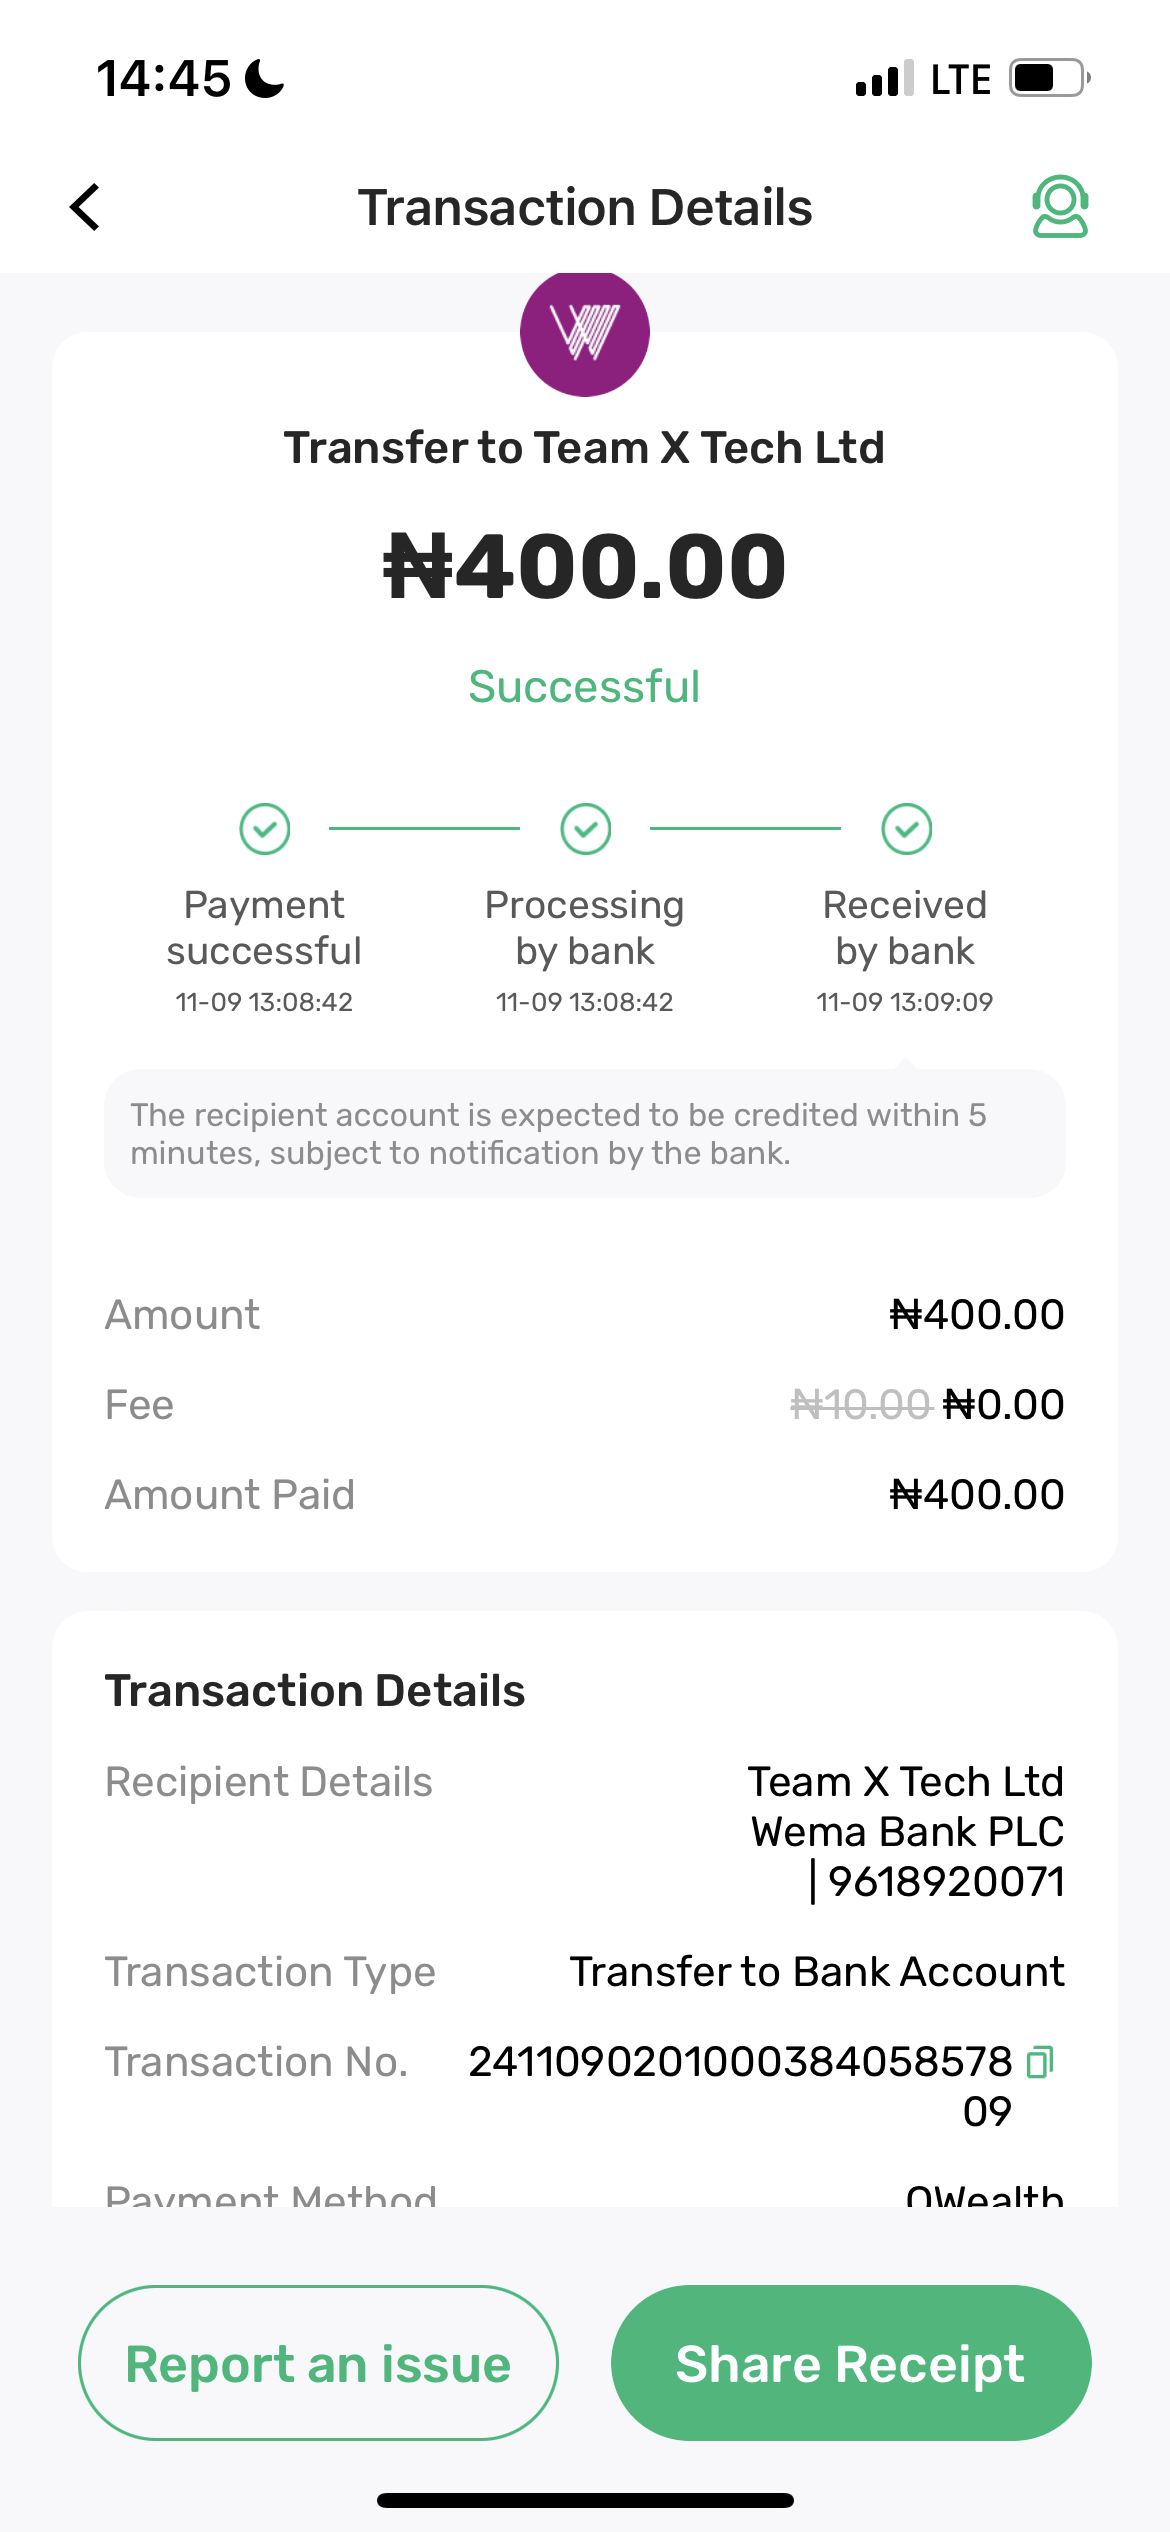 14:45
LTE
Transaction Details
Transfer to Team X Tech Ltd
₦400.00
Successful
Payment successful
11-09 13:08:42
Processing by bank
11-09 13:08:42
Received by bank
11-09 13:09:09
The recipient account is expected to be credited within 5
minutes, subject to notification by the bank.
Amount ₦400.00
Fee ₦10.00 ₦0.00
Amount Paid ₦400.00
Transaction Details
Recipient Details Team X Tech Ltd
Wema Bank PLC
| 9618920071
Transaction Type Transfer to Bank Account
Transaction No. 2411090201000384058578
09
Payment Method OWealth
Report an issue
Share Receipt